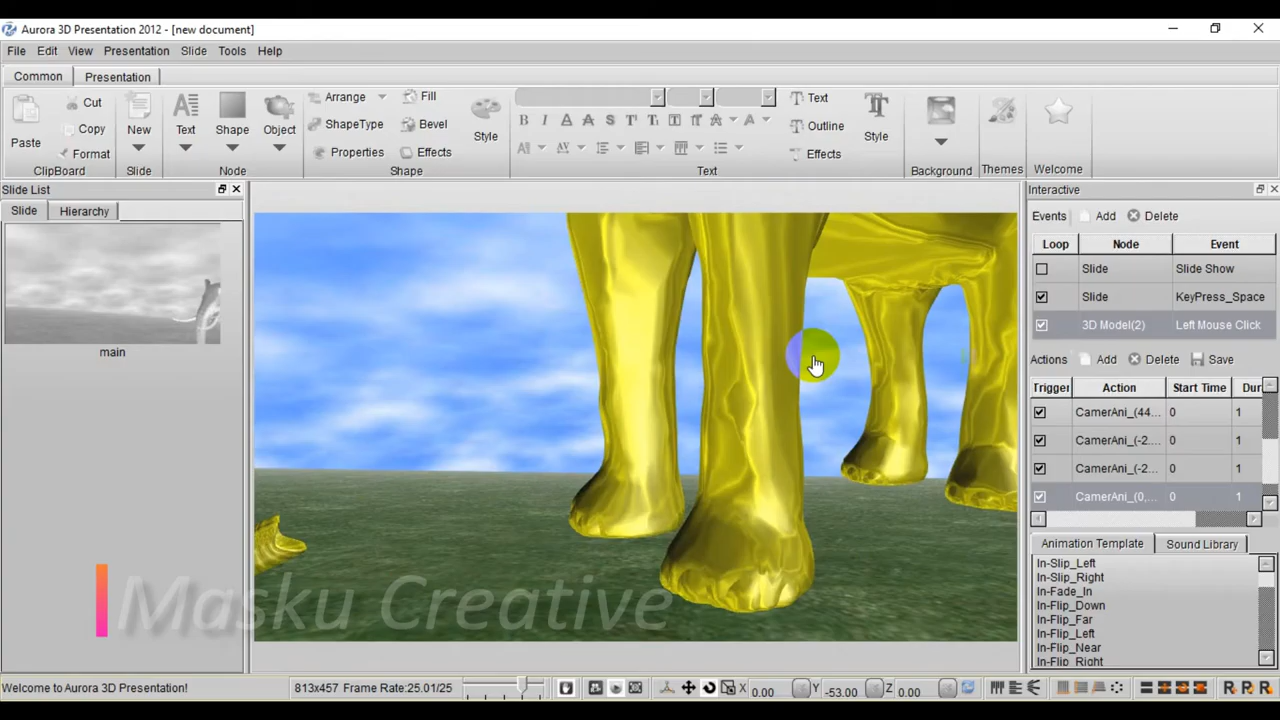 Aurora 3D Presentation 2012 - [new document]
File Edit View Presentation Slide Tools Help
Common Presentation
Paste Cut Copy Format ClipBoard
New Slide
Text Shape Object Node
Arrange ShapeType Properties Fill Bevel Effects Style Shape
Text Outline Effects Style Text
Background Themes Welcome
Slide List
Slide Hierarchy
main
Interactive
Events Add Delete
Loop Node Event
Slide Slide Show
Slide KeyPress_Space
3D Model(2) Left Mouse Click
Actions Add Delete Save
Trigger Action Start Time Dur
CamerAni_(44... 0 1
CamerAni_(-2.... 0 1
CamerAni_(-2.... 0 1
CamerAni_(0,... 0 1
Animation Template Sound Library
In-Slip_Left
In-Slip_Right
In-Fade_In
In-Flip_Down
In-Flip_Far
In-Flip_Left
In-Flip_Near
In-Flip_Right
Masku Creative
Welcome to Aurora 3D Presentation! 813x457 Frame Rate:25.01/25 X 0.00 Y -53.00 Z 0.00